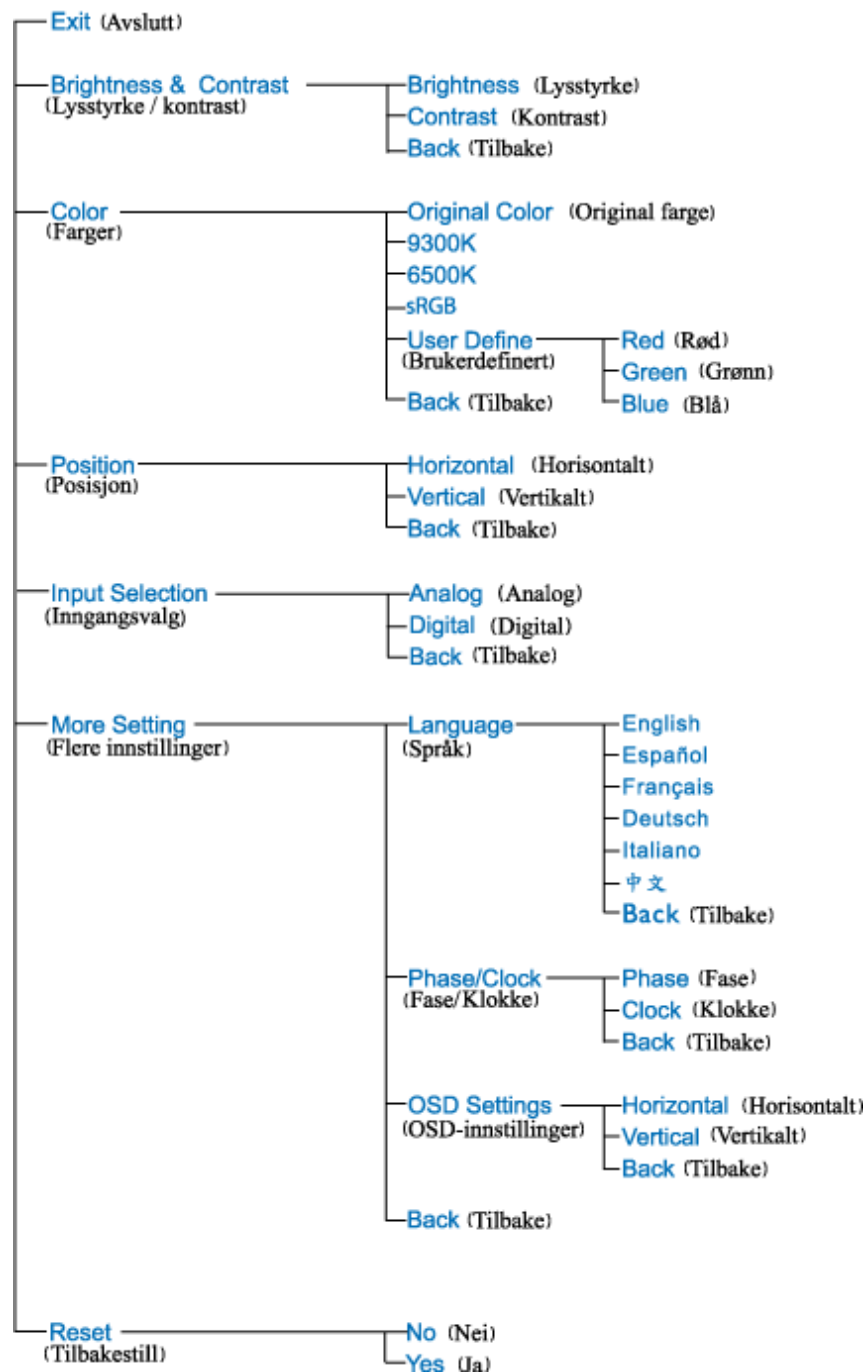 Exit (Avslutt)
Brightness & Contrast
(Lysstyrke / kontrast)
Brightness (Lysstyrke)
Contrast (Kontrast)
Back (Tilbake)
Color
(Farger)
Original Color (Original farge)
9300K
6500K
sRGB
User Define
(Brukerdefinert)
Red (Rød)
Green (Grønn)
Blue (Blå)
Back (Tilbake)
Position
(Posisjon)
Horizontal (Horisontalt)
Vertical (Vertikalt)
Back (Tilbake)
Input Selection
(Inngangsvalg)
Analog (Analog)
Digital (Digital)
Back (Tilbake)
More Setting
(Flere innstillinger)
Language
(Språk)
English
Español
Français
Deutsch
Italiano
中文
Back (Tilbake)
Phase/Clock
(Fase/Klokke)
Phase (Fase)
Clock (Klokke)
Back (Tilbake)
OSD Settings
(OSD-innstillinger)
Horizontal (Horisontalt)
Vertical (Vertikalt)
Back (Tilbake)
Back (Tilbake)
Reset
(Tilbakestill)
No (Nei)
Yes (Ja)